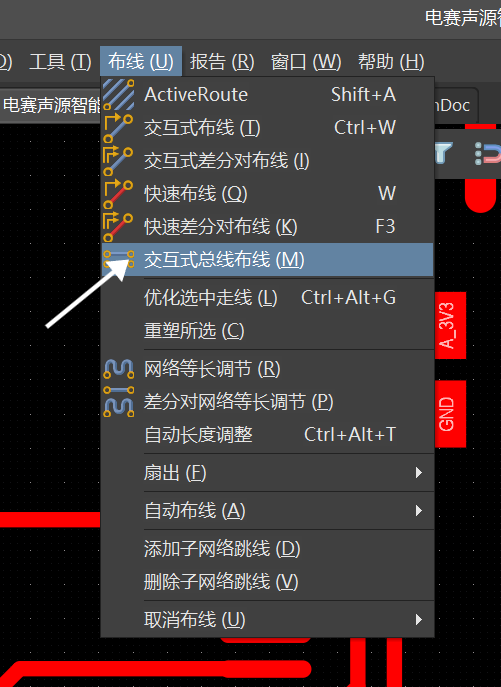 电赛声源智
D) 工具 (T) 布线 (U) 报告 (R) 窗口 (W) 帮助 (H)
电赛声源智能
nDoc
ActiveRoute Shift+A
交互式布线 (T) Ctrl+W
交互式差分对布线 (I)
快速布线 (Q) W
快速差分对布线 (K) F3
交互式总线布线 (M)
优化选中走线 (L) Ctrl+Alt+G
重塑所选 (C)
网络等长调节 (R)
差分对网络等长调节 (P)
自动长度调整 Ctrl+Alt+T
扇出 (F)
自动布线 (A)
添加子网络跳线 (D)
删除子网络跳线 (V)
取消布线 (U)
A_3V3
GND